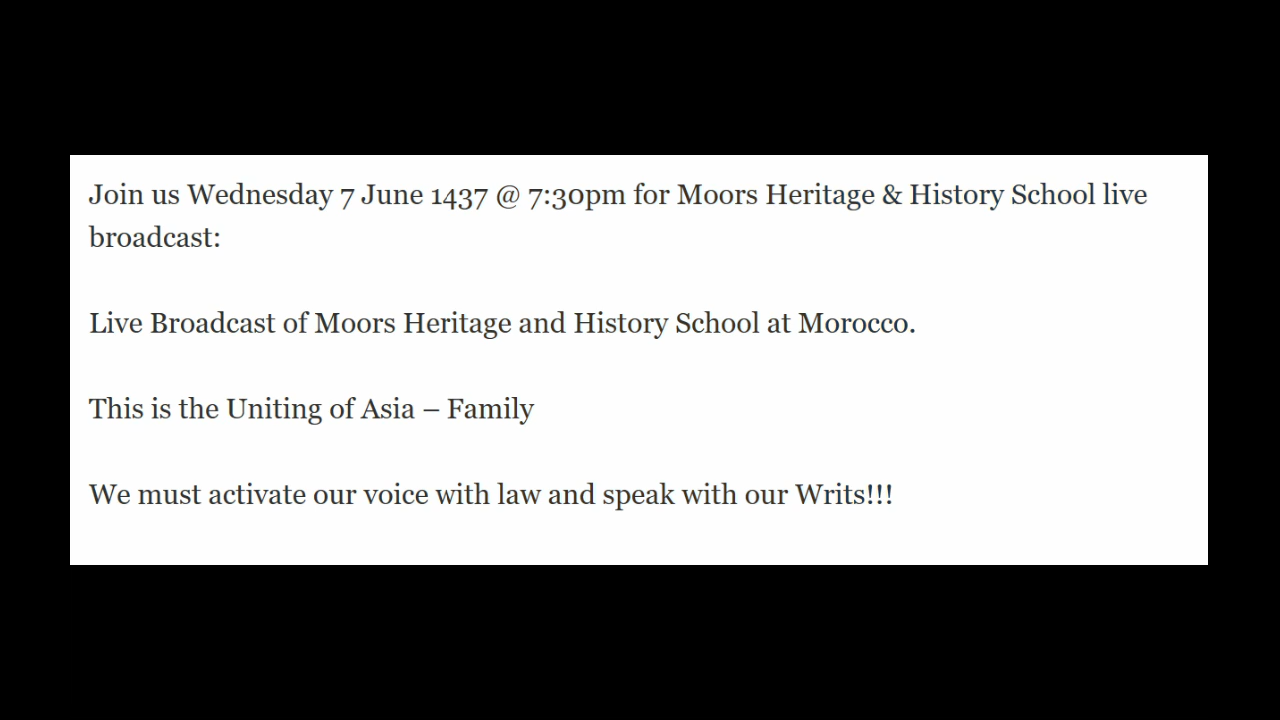 Join us Wednesday 7 June 1437 @ 7:30pm for Moors Heritage & History School live
broadcast:
Live Broadcast of Moors Heritage and History School at Morocco.
This is the Uniting of Asia – Family
We must activate our voice with law and speak with our Writs!!!